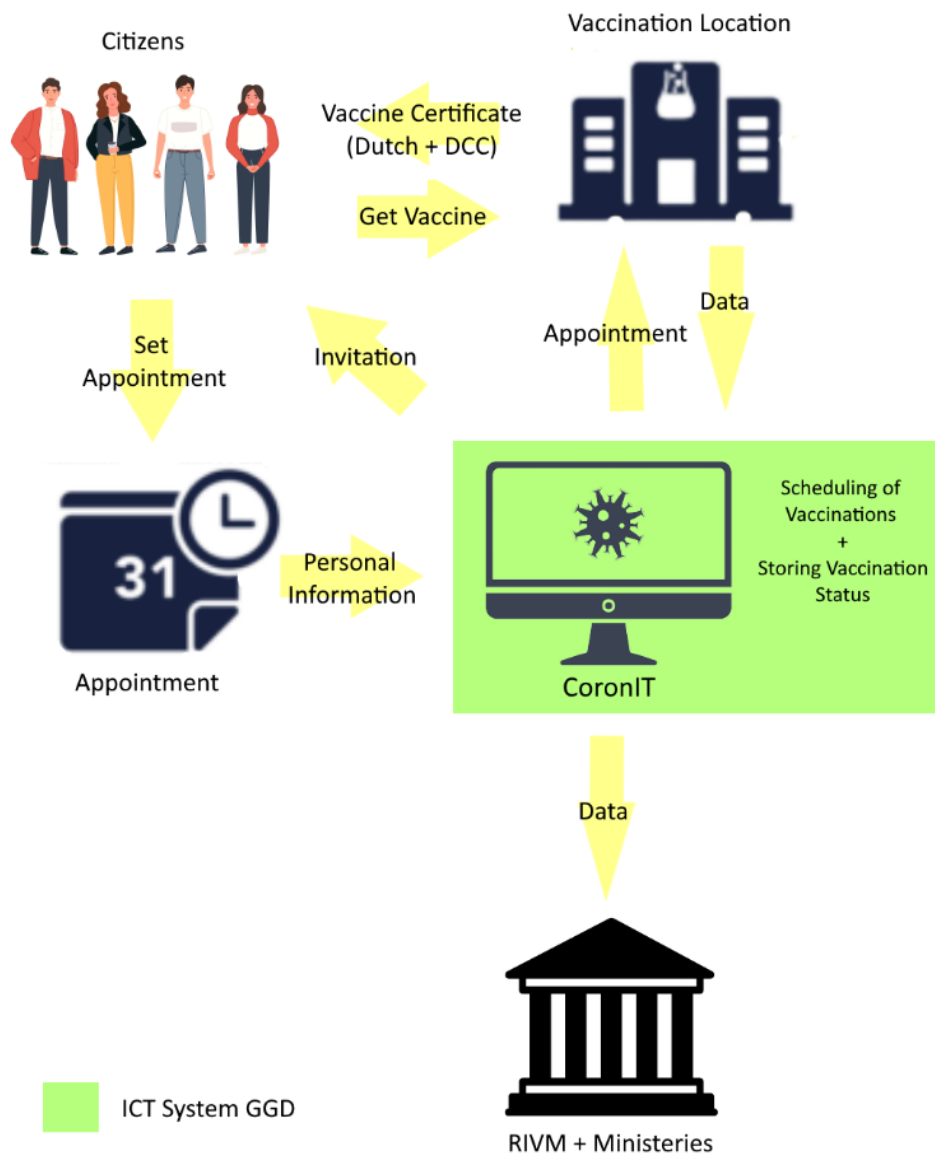 Citizens
Vaccination Location
Vaccine Certificate
(Dutch + DCC)
Get Vaccine
Set
Appointment
Invitation
Appointment
Data
31
Appointment
Personal
Information
Scheduling of
Vaccinations
+
Storing Vaccination
Status
CoronIT
Data
RIVM + Ministeries
ICT System GGD